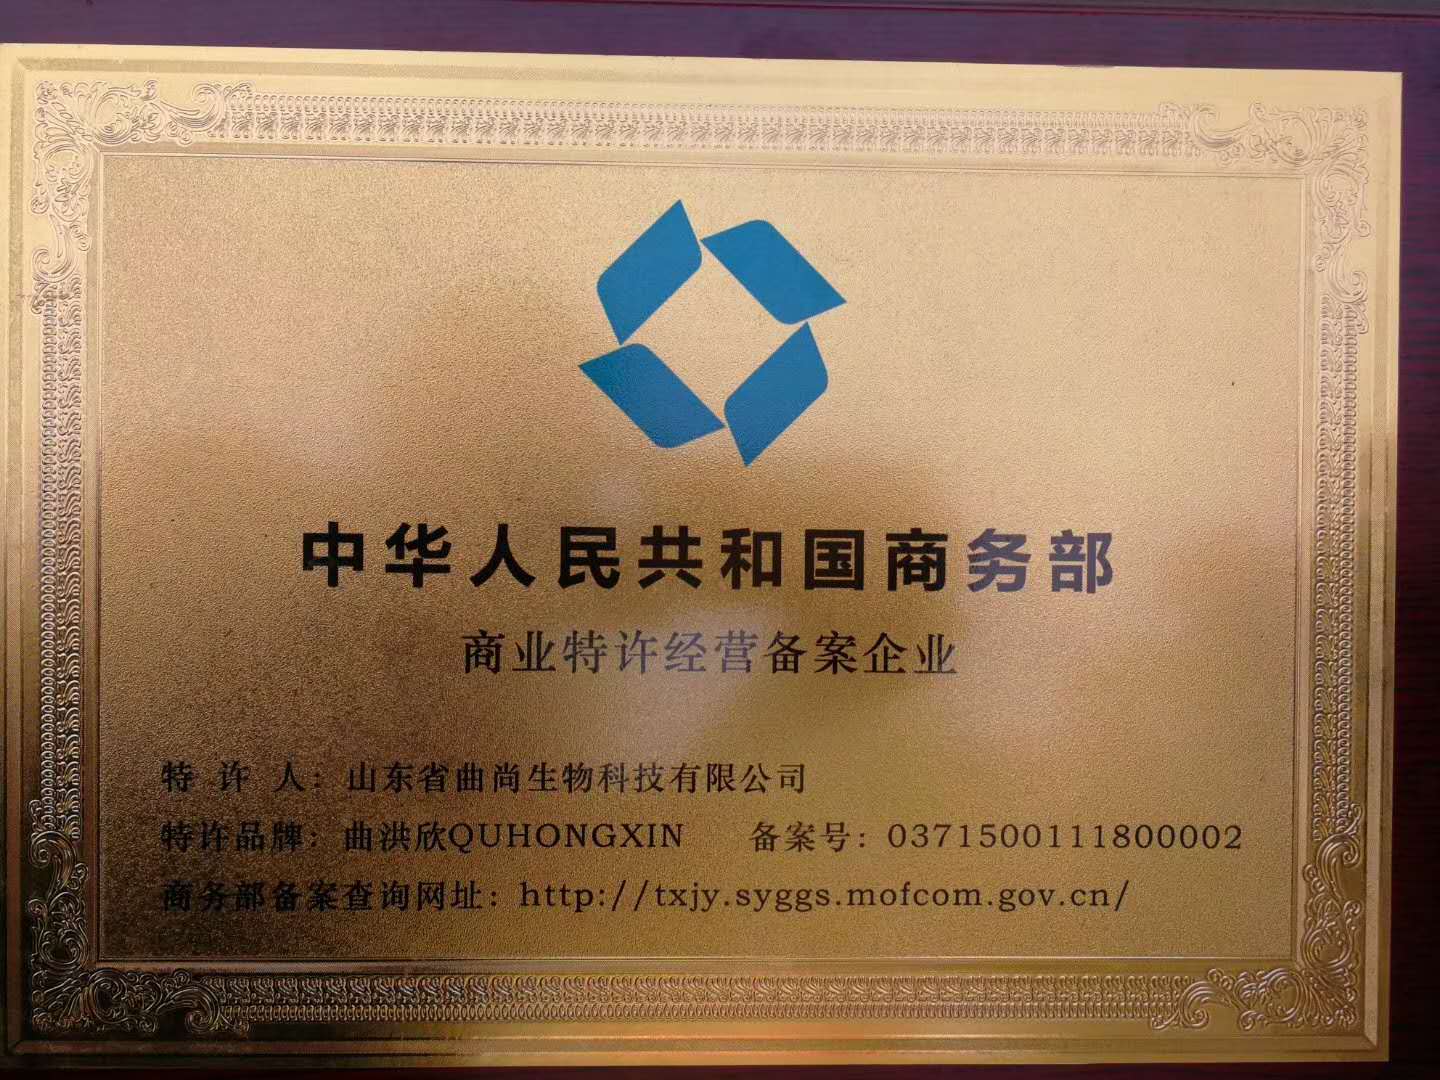 中华人民共和国商务部
商业特许经营备案企业
特 许 人：山东省曲尚生物科技有限公司
特许品牌：曲洪欣QUHONGXIN 备案号：0371500111800002
商务部备案查询网址：http://txjy.syggs.mofcom.gov.cn/